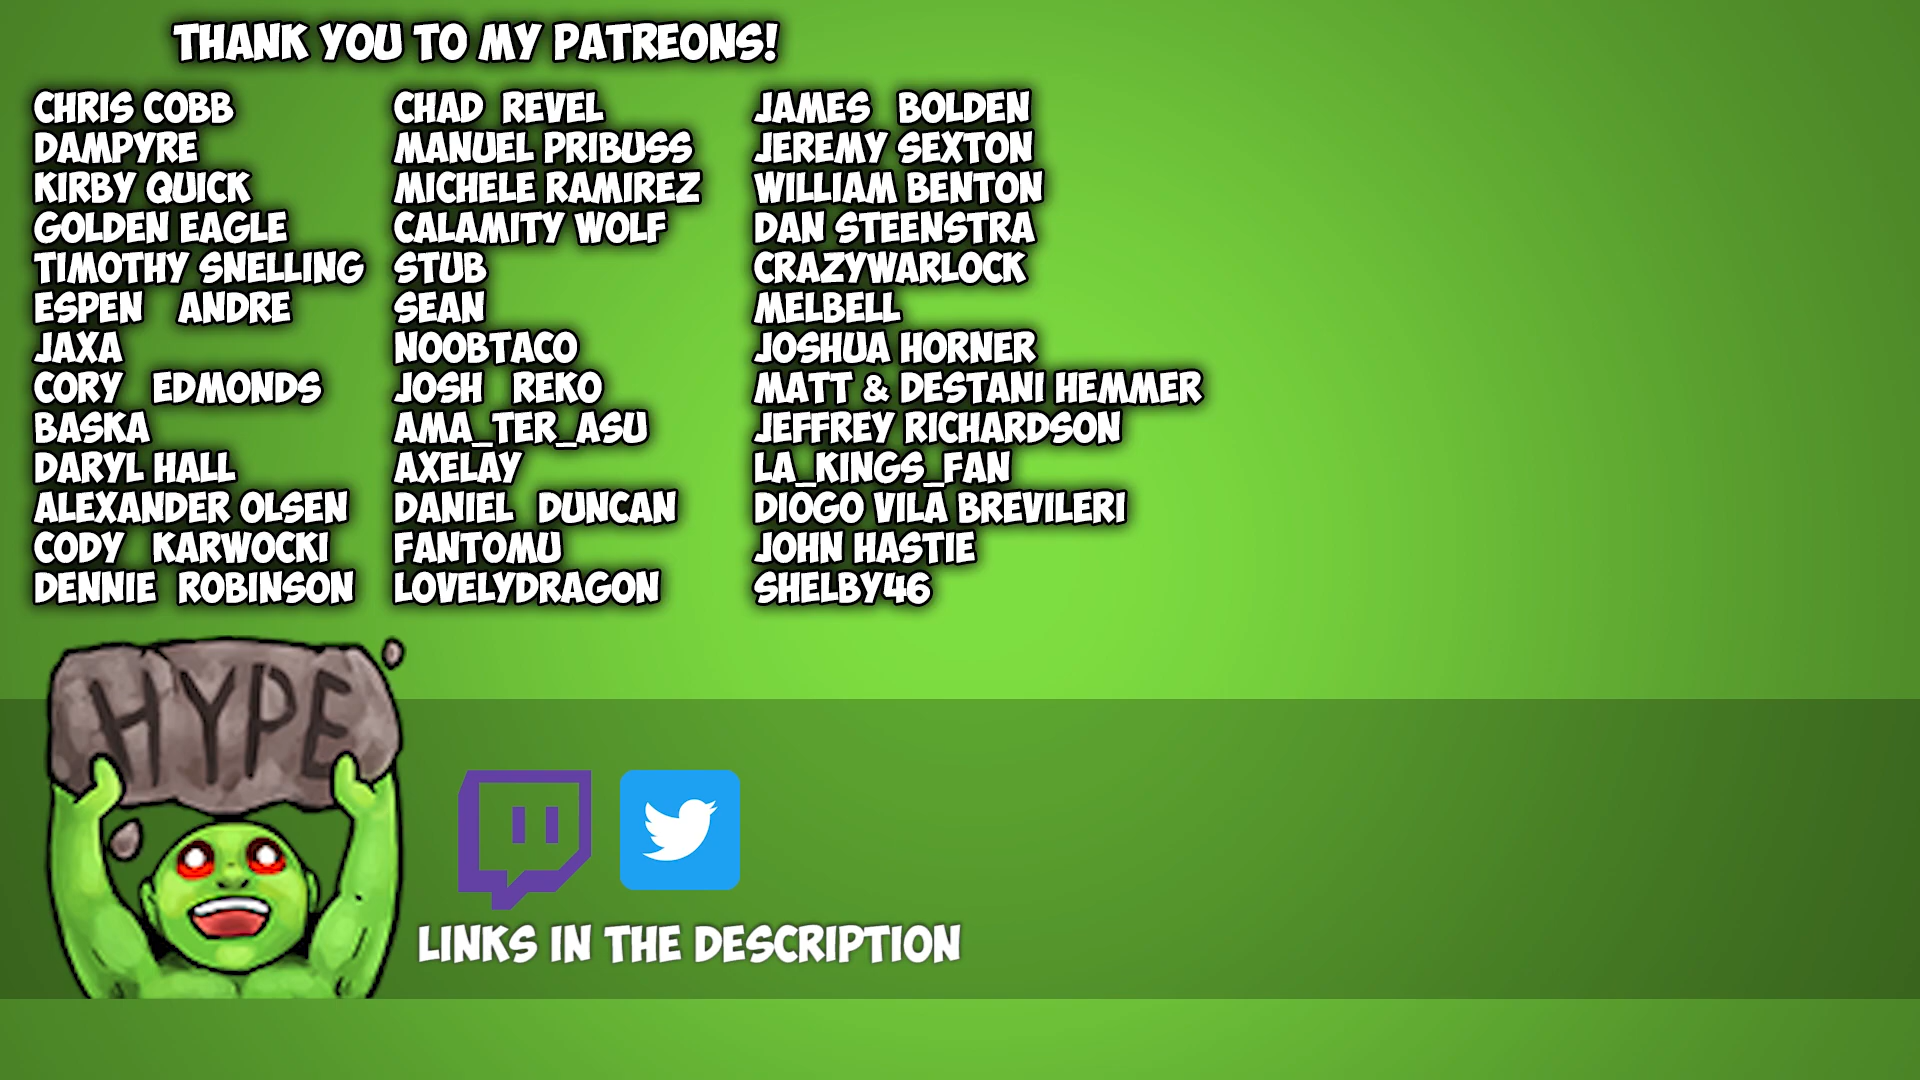 THANK YOU TO MY PATREONS!
CHRIS COBB
DAMPYRE
KIRBY QUICK
GOLDEN EAGLE
TIMOTHY SNELLING
ESPEN ANDRE
JAXA
CORY EDMONDS
BASKA
DARYL HALL
ALEXANDER OLSEN
CODY KARWOCKI
DENNIE ROBINSON
CHAD REVEL
MANUEL PRIBUSS
MICHELE RAMIREZ
CALAMITY WOLF
STUB
SEAN
NOOBTACO
JOSH REKO
AMA_TER_ASU
AXELAY
DANIEL DUNCAN
FANTOMU
LOVELYDRAGON
JAMES BOLDEN
JEREMY SEXTON
WILLIAM BENTON
DAN STEENSTRA
CRAZYWARLOCK
MELBELL
JOSHUA HORNER
MATT & DESTANI HEMMER
JEFFREY RICHARDSON
LA_KINGS_FAN
DIOGO VILA BREVILERI
JOHN HASTIE
SHELBY46
HYPE
LINKS IN THE DESCRIPTION